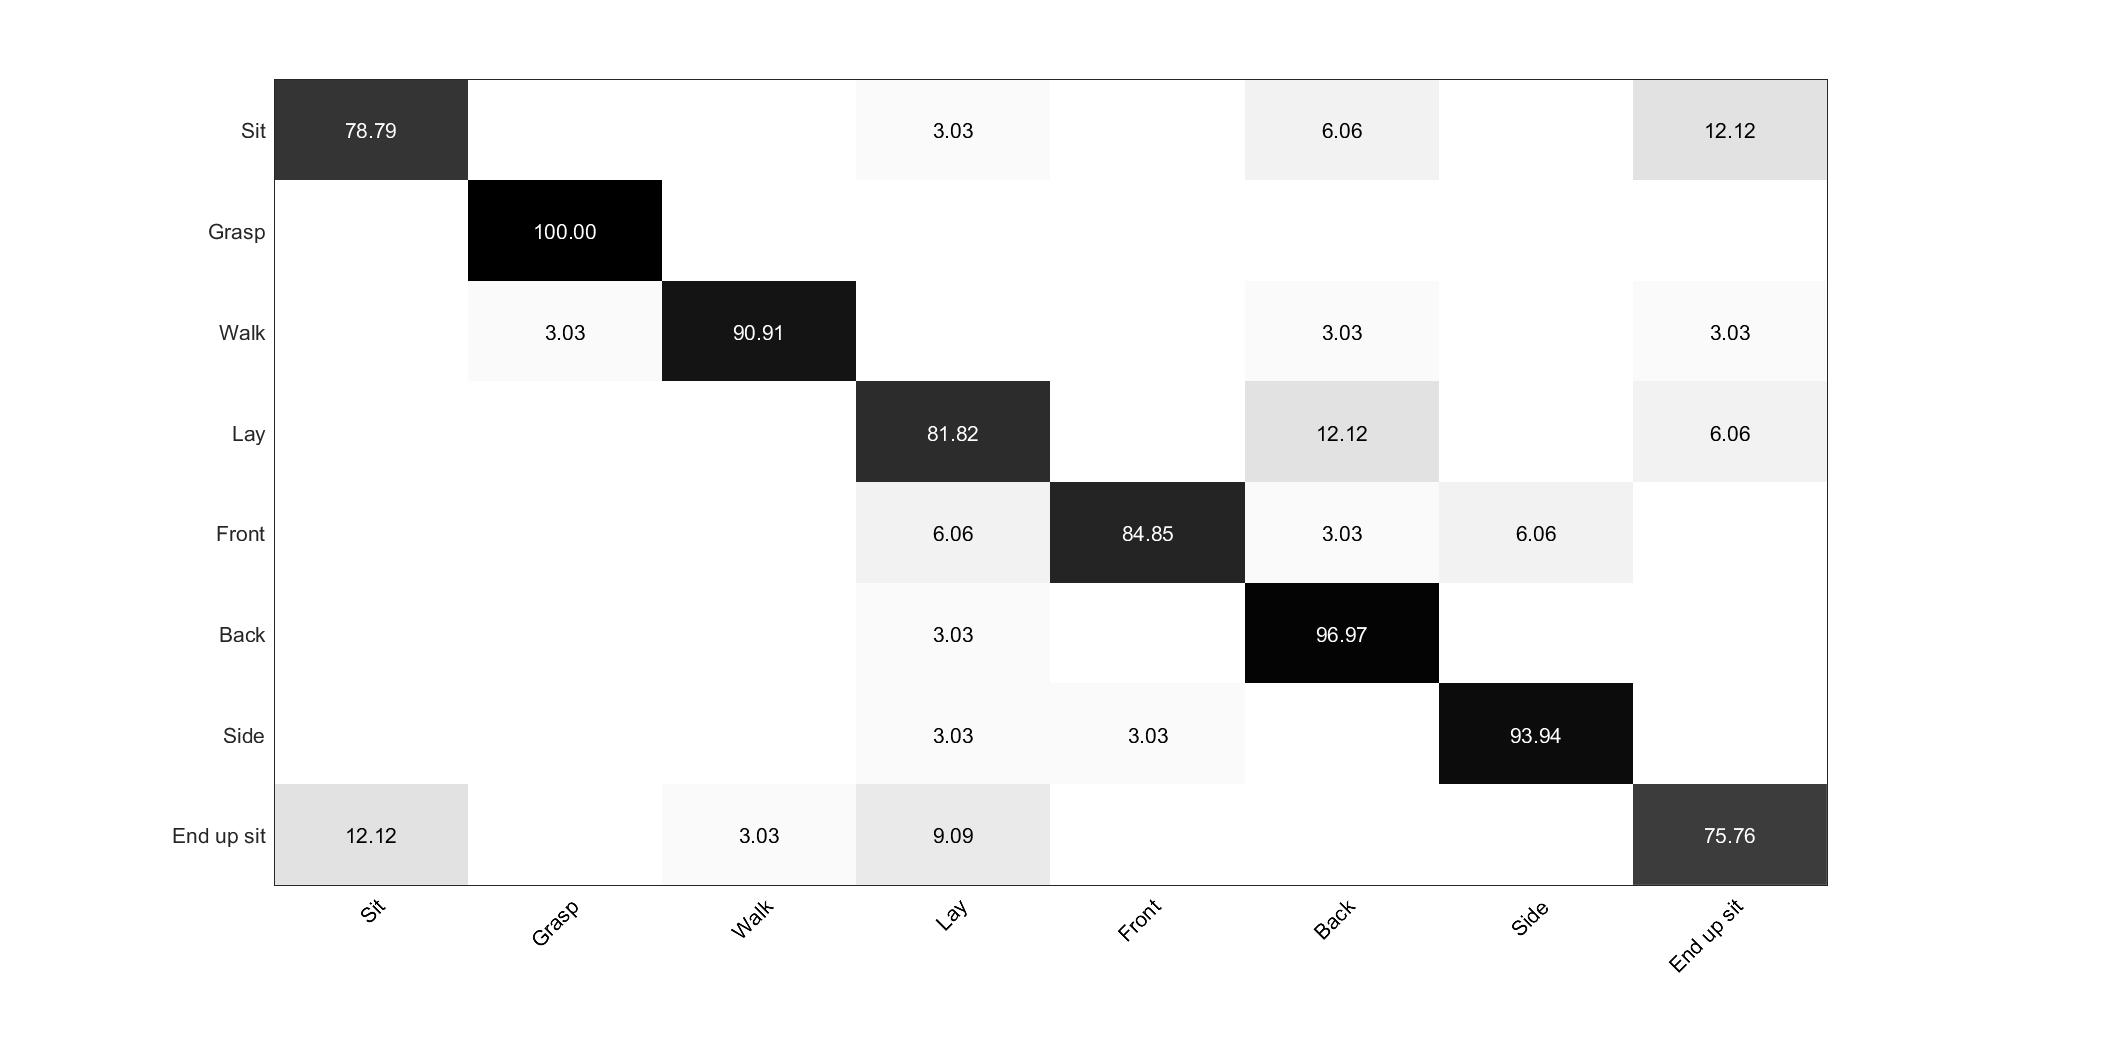 Sit 78.79 3.03 6.06 12.12
Grasp 100.00
Walk 3.03 90.91 3.03 3.03
Lay 81.82 12.12 6.06
Front 6.06 84.85 3.03 6.06
Back 3.03 96.97
Side 3.03 3.03 93.94
End up sit 12.12 3.03 9.09 75.76
Sit Grasp Walk Lay Front Back Side End up sit